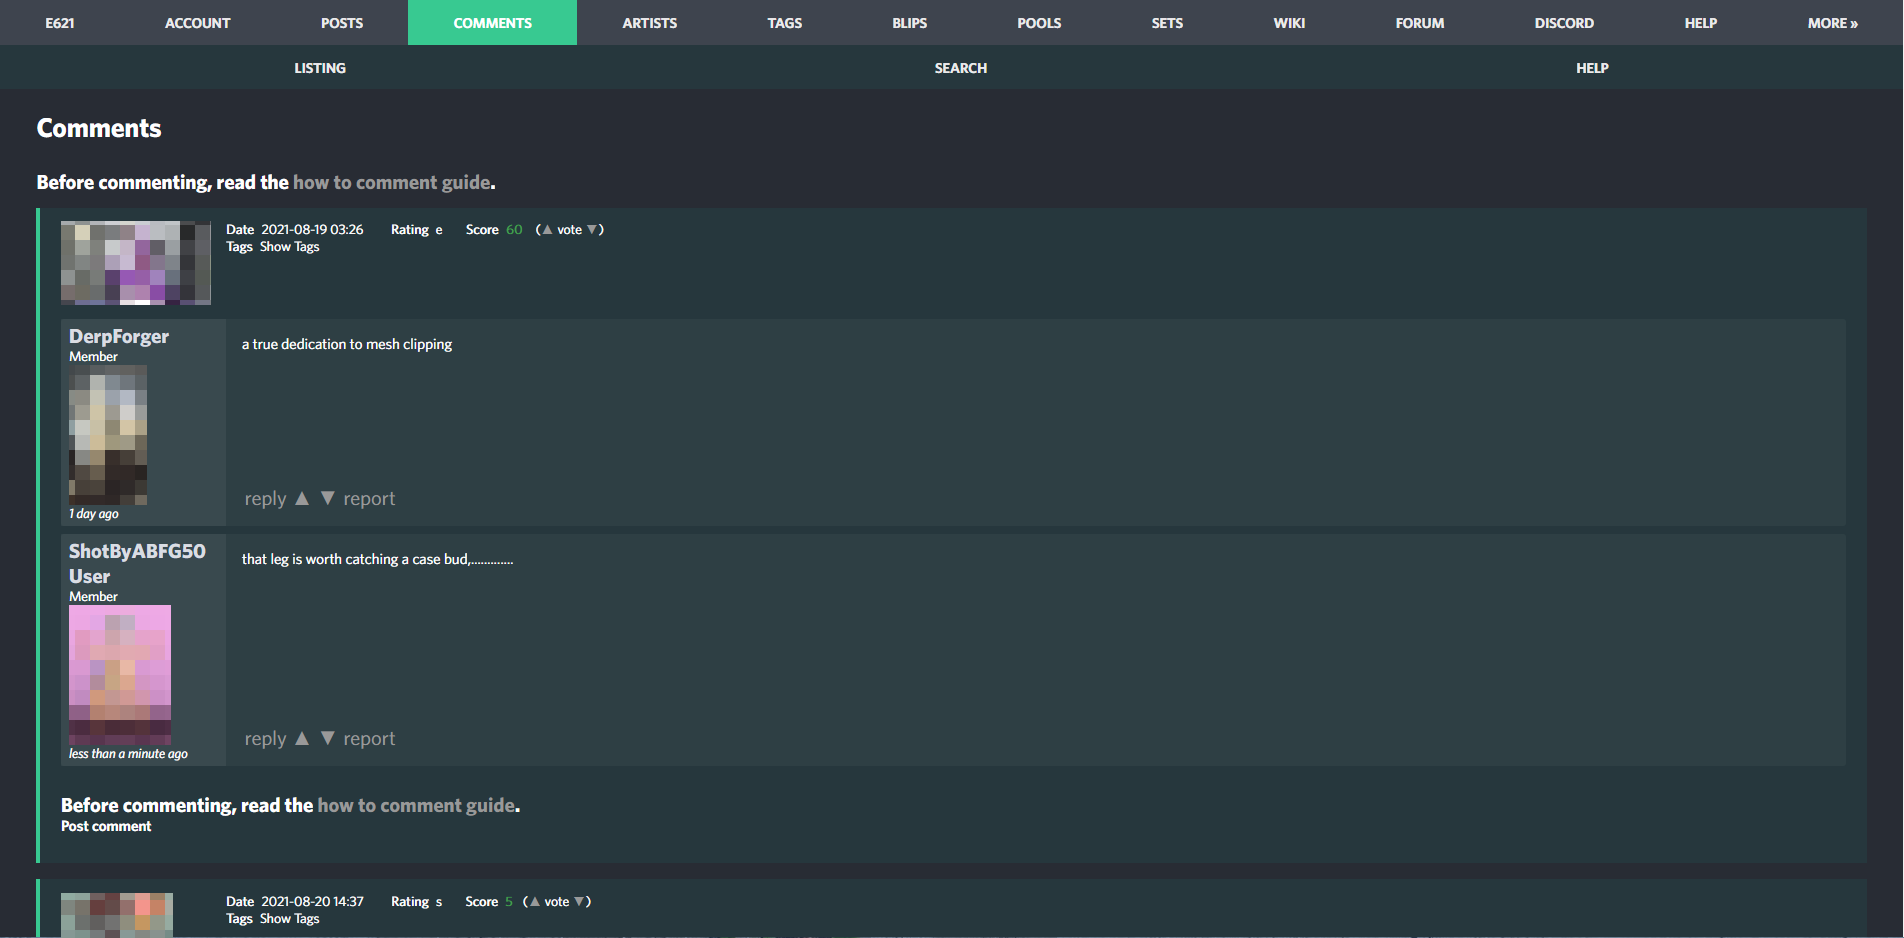 E621 ACCOUNT POSTS COMMENTS ARTISTS TAGS BLIPS POOLS SETS WIKI FORUM DISCORD HELP MORE »
LISTING SEARCH HELP
Comments
Before commenting, read the how to comment guide.
Date 2021-08-19 03:26 Rating e Score 60 (▲ vote ▼)
Tags Show Tags
DerpForger
Member
1 day ago
a true dedication to mesh clipping
reply ▲ ▼ report
ShotByABFG50
User
Member
less than a minute ago
that leg is worth catching a case bud,.............
reply ▲ ▼ report
Before commenting, read the how to comment guide.
Post comment
Date 2021-08-20 14:37 Rating s Score 5 (▲ vote ▼)
Tags Show Tags